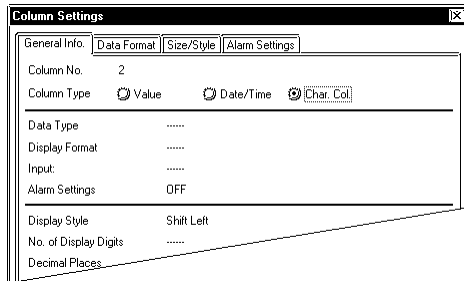 Column Settings
General Info. Data Format Size/Style Alarm Settings
Column No. 2
Column Type Value Date/Time Char. Col.
Data Type ------
Display Format ------
Input: ------
Alarm Settings OFF
Display Style Shift Left
No. of Display Digits ------
Decimal Places